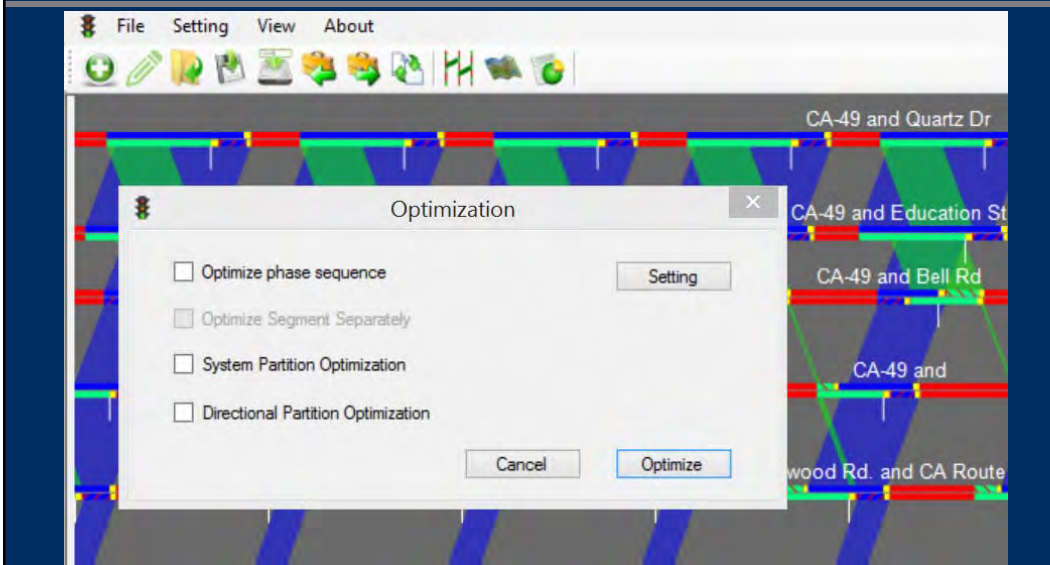 File Setting View About
CA-49 and Quartz Dr
Optimization
CA-49 and Education St
Optimize phase sequence
Setting
CA-49 and Bell Rd
Optimize Segment Separately
System Partition Optimization
CA-49 and
Directional Partition Optimization
Cancel Optimize
wood Rd. and CA Route